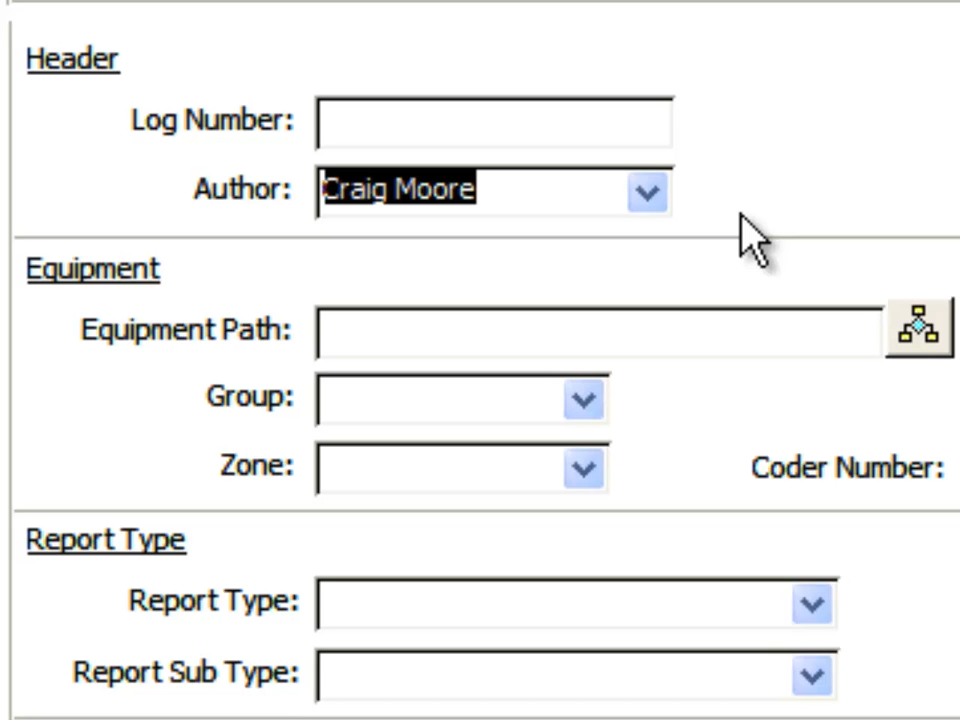 Header
Log Number:
Author: Craig Moore
Equipment
Equipment Path:
Group:
Zone: Coder Number:
Report Type
Report Type:
Report Sub Type: